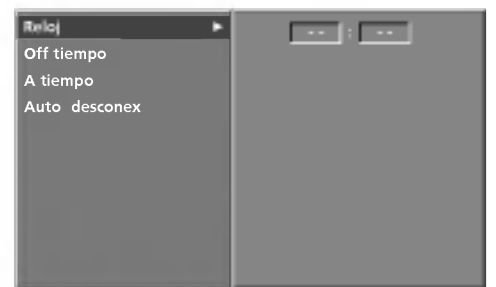 Reloj
-- : --
Off tiempo
A tiempo
Auto desconex